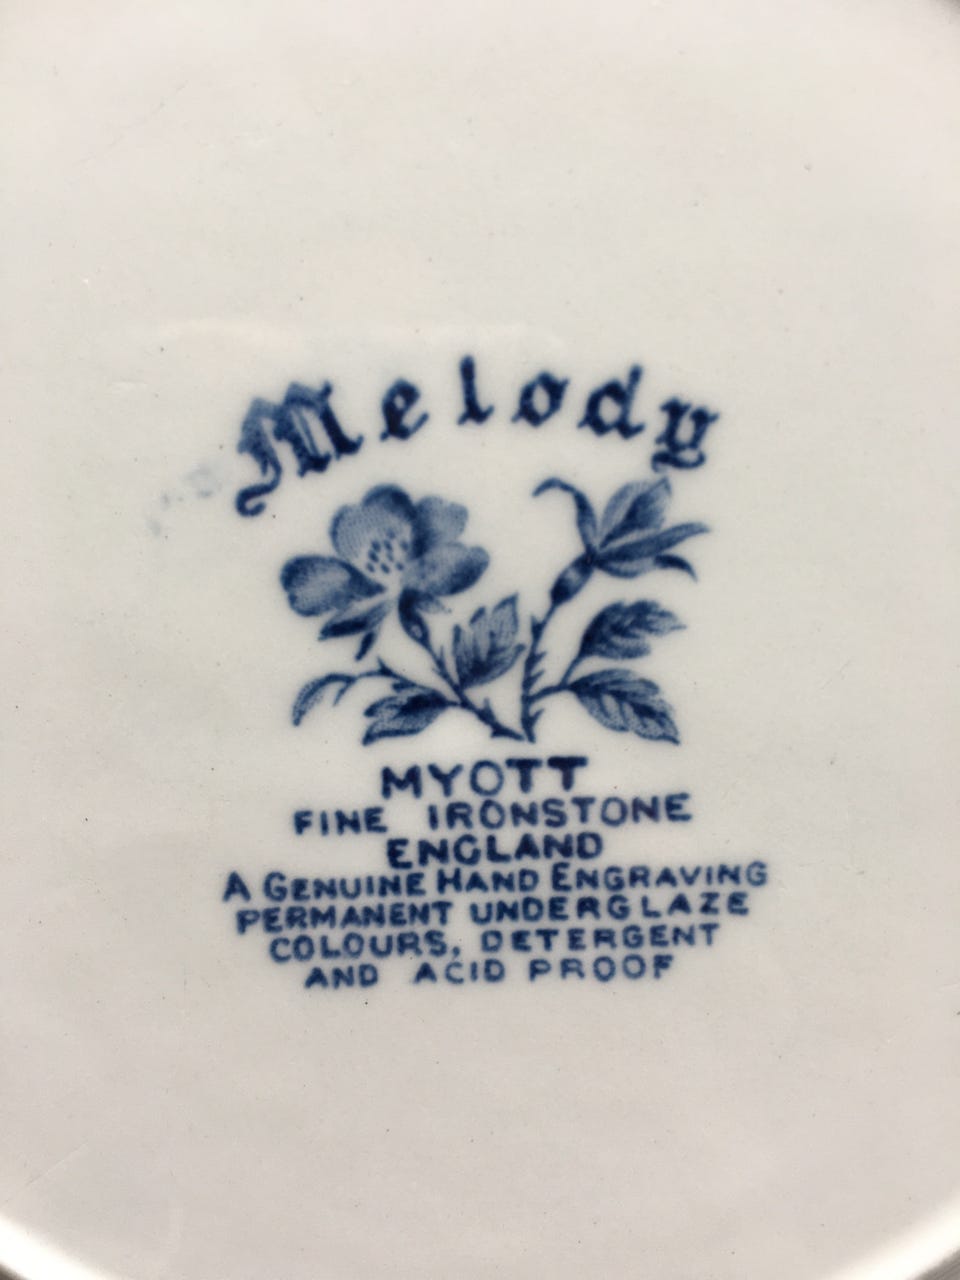 Melody
MYOTT
FINE IRONSTONE
ENGLAND
A GENUINE HAND ENGRAVING
PERMANENT UNDERGLAZE
COLOURS, DETERGENT
AND ACID PROOF